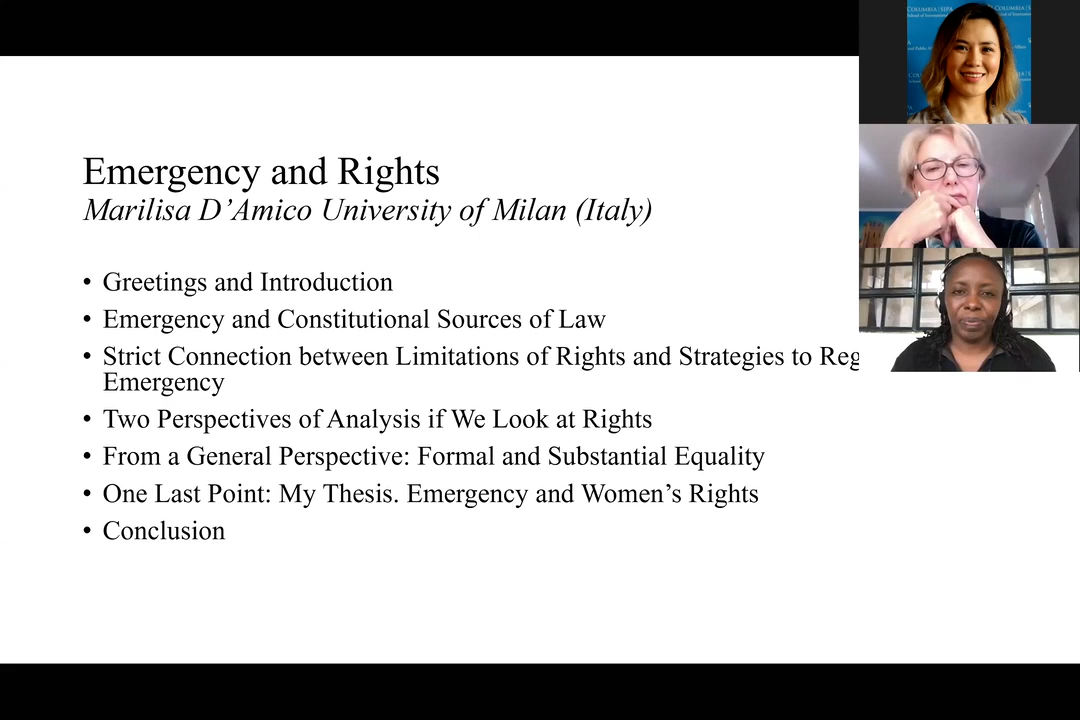 Emergency and Rights
Marilisa D’Amico University of Milan (Italy)
• Greetings and Introduction
• Emergency and Constitutional Sources of Law
• Strict Connection between Limitations of Rights and Strategies to Reg
Emergency
• Two Perspectives of Analysis if We Look at Rights
• From a General Perspective: Formal and Substantial Equality
• One Last Point: My Thesis. Emergency and Women’s Rights
• Conclusion
COLUMBIA | SIPA